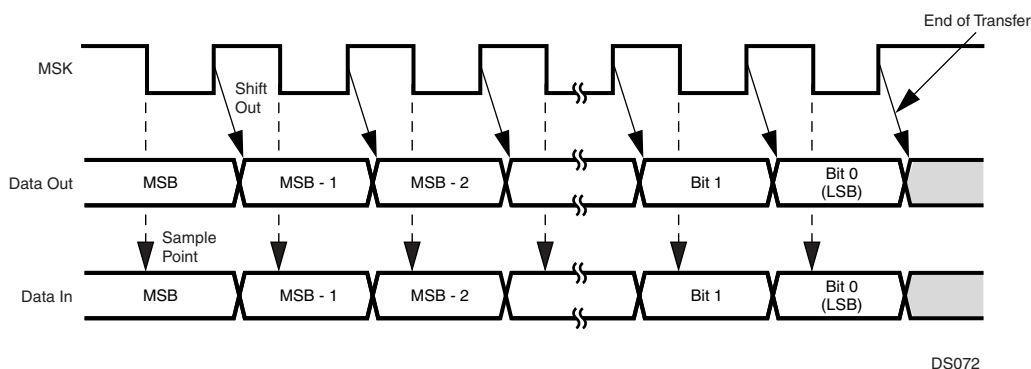 End of Transfer
MSK
Shift
Out
Data Out
MSB
MSB - 1
MSB - 2
Bit 1
Bit 0
(LSB)
Sample
Point
Data In
MSB
MSB - 1
MSB - 2
Bit 1
Bit 0
(LSB)
DS072